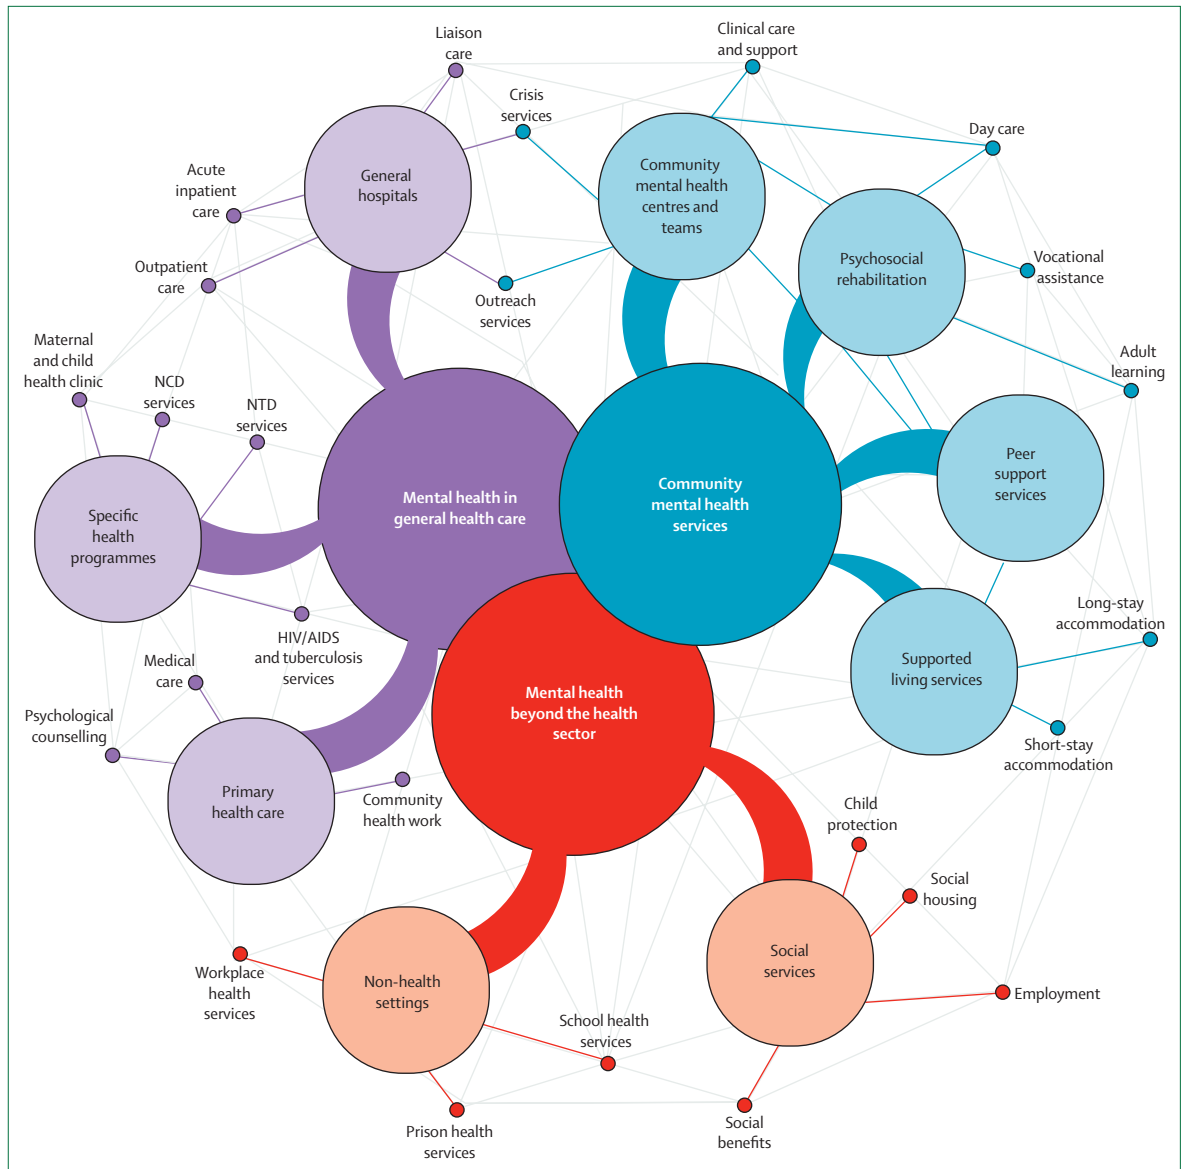 Liaison
care
Clinical care
and support
Crisis
services
Day care
General
hospitals
Community
mental health
centres and
teams
Acute
inpatient
care
Psychosocial
rehabilitation
Vocational
assistance
Outpatient
care
Outreach
services
Maternal
and child
health clinic
NCD
services
NTD
services
Adult
learning
Peer
support
services
Mental health in
general health care
Community
mental health
services
Specific
health
programmes
HIV/AIDS
and tuberculosis
services
Long-stay
accommodation
Medical
care
Supported
living services
Mental health
beyond the health
sector
Psychological
counselling
Short-stay
accommodation
Primary
health care
Community
health work
Child
protection
Social
housing
Social
services
Workplace
health
services
Non-health
settings
Employment
School health
services
Prison health
services
Social
benefits